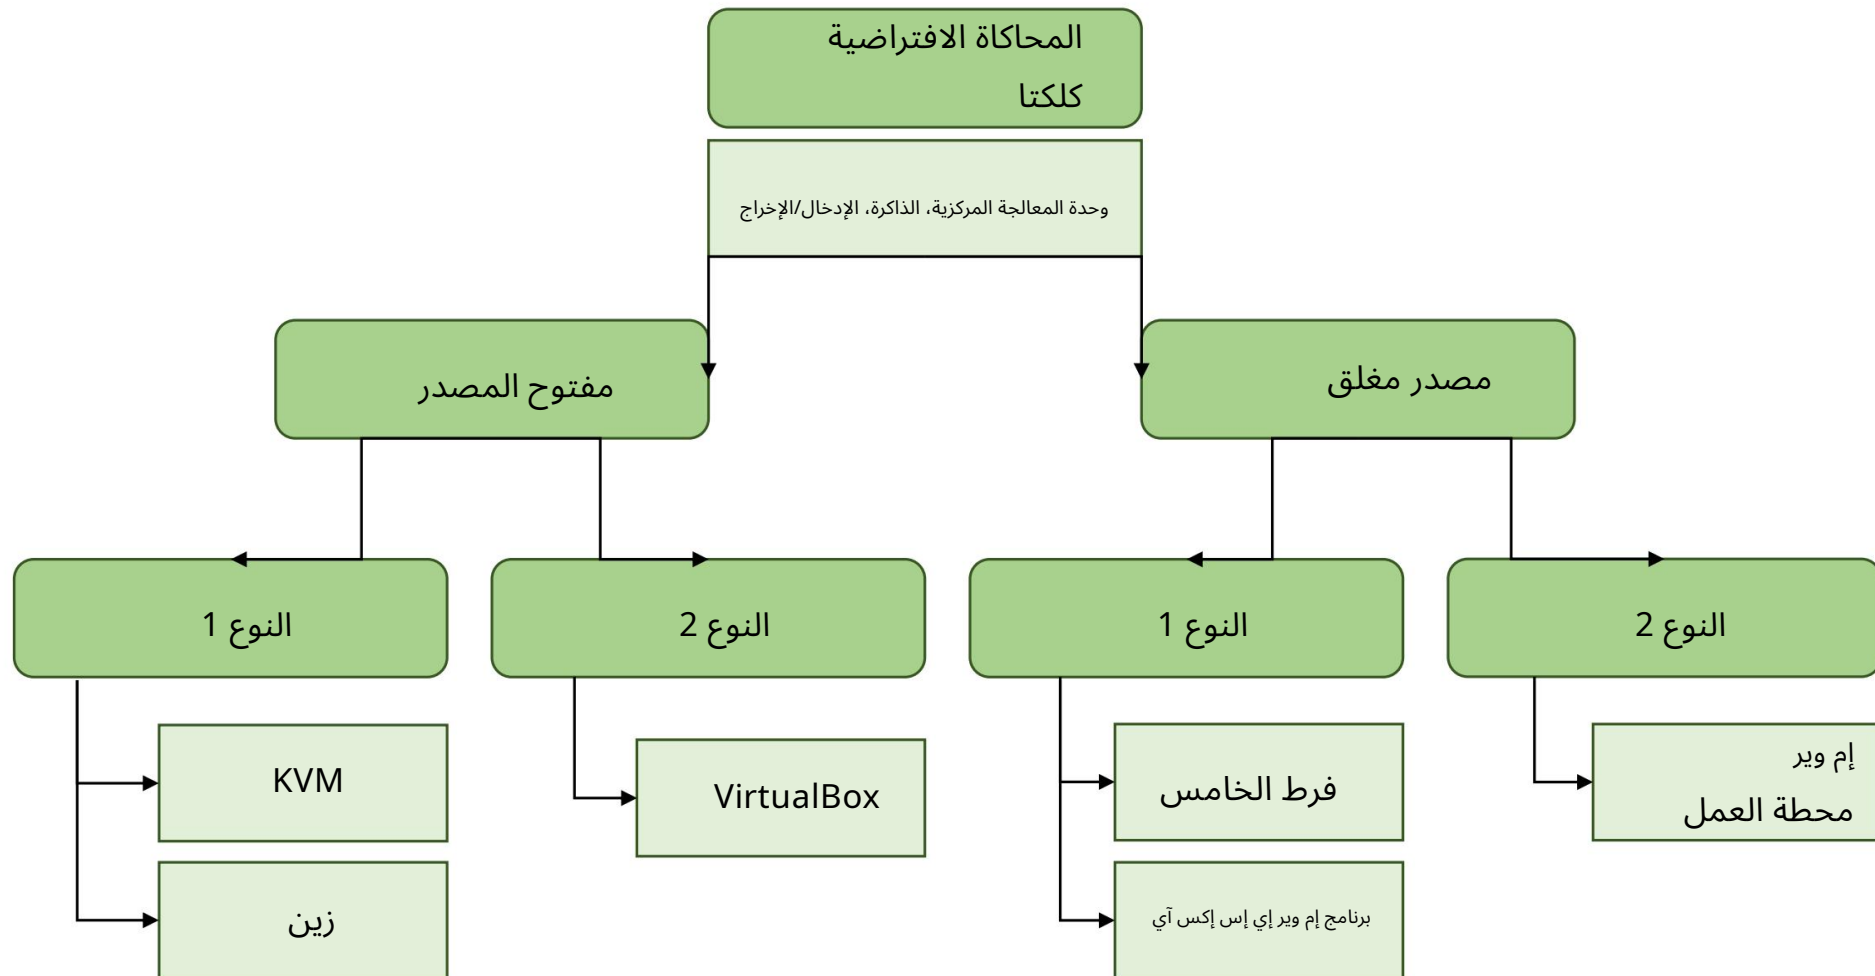 المحاكاة الافتراضية
كلكتا
وحدة المعالجة المركزية، الذاكرة، الإدخال/الإخراج
مصدر مغلق
مفتوح المصدر
النوع 2
النوع 1
النوع 2
النوع 1
إم وير
محطة العمل
فرط الخامس
برنامج إم وير إي إس إكس آي
VirtualBox
KVM
زين